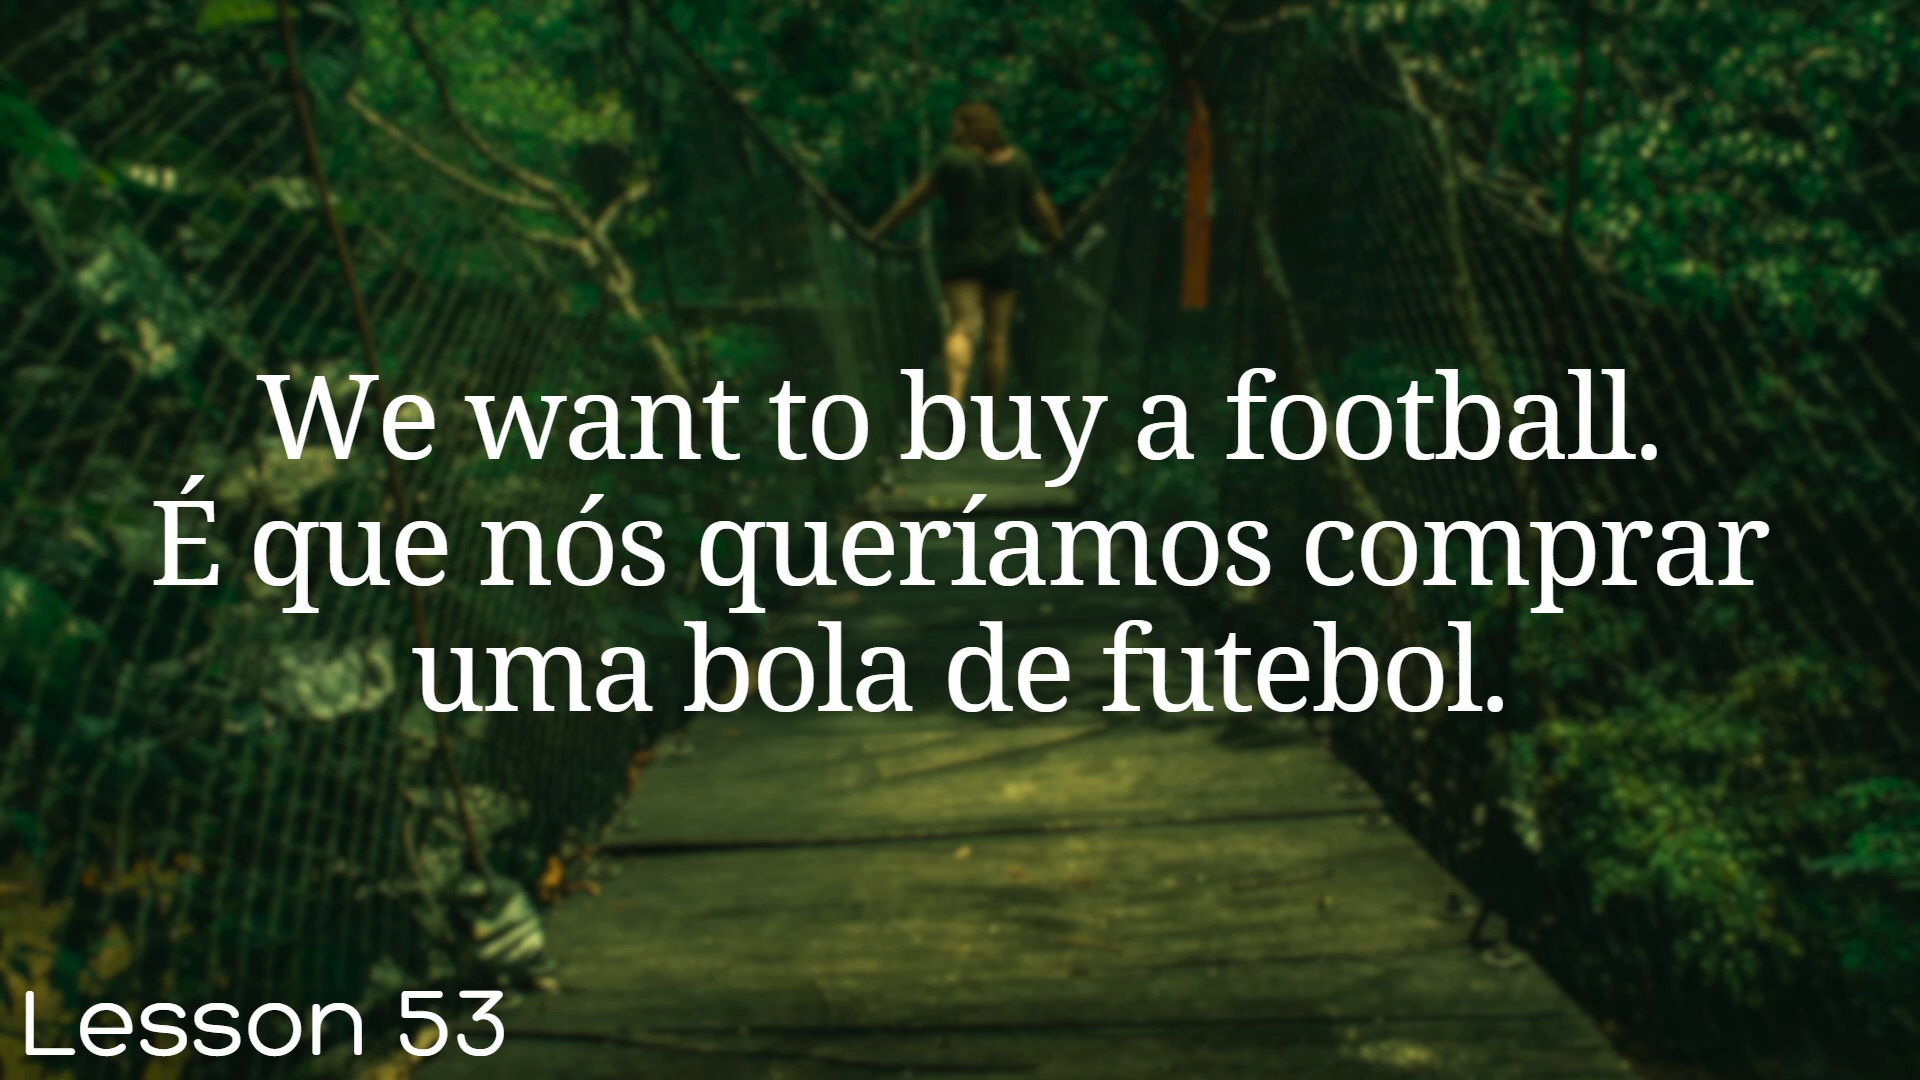 We want to buy a football.
É que nós queríamos comprar
uma bola de futebol.
Lesson 53